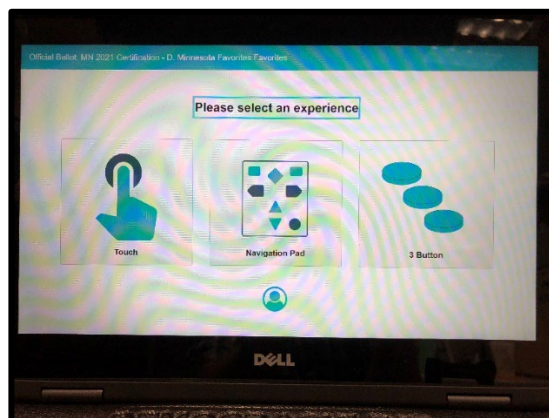 Official Ballot, MN 2021 Certification - D. Minnesota Favorites Favorites
Please select an experience
Touch
Navigation Pad
3 Button
DELL